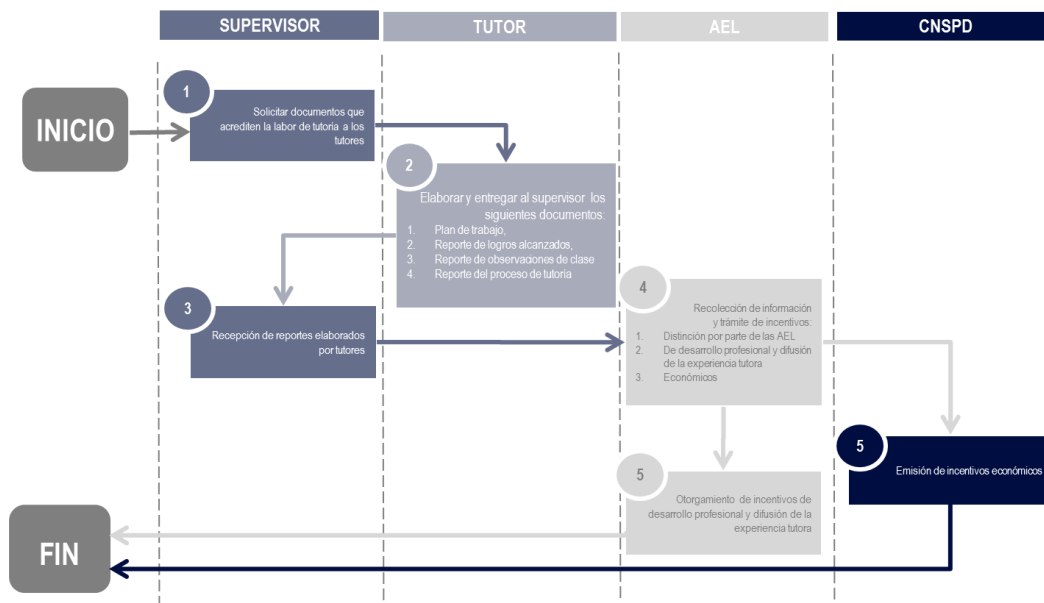 SUPERVISOR
TUTOR
AEL
CNSPD
INICIO
1
Solicitar documentos que
acrediten la labor de tutoría a los
tutores
2
Elaborar y entregar al supervisor los
siguientes documentos:
1. Plan de trabajo,
2. Reporte de logros alcanzados,
3. Reporte de observaciones de clase
4. Reporte del proceso de tutoría
3
Recepción de reportes elaborados
por tutores
4
Recolección de información
y trámite de incentivos:
1. Distinción por parte de las AEL
2. De desarrollo profesional y difusión
de la experiencia tutora
3. Económicos
5
Emisión de incentivos económicos
5
Otorgamiento de incentivos de
desarrollo profesional y difusión de la
experiencia tutora
FIN